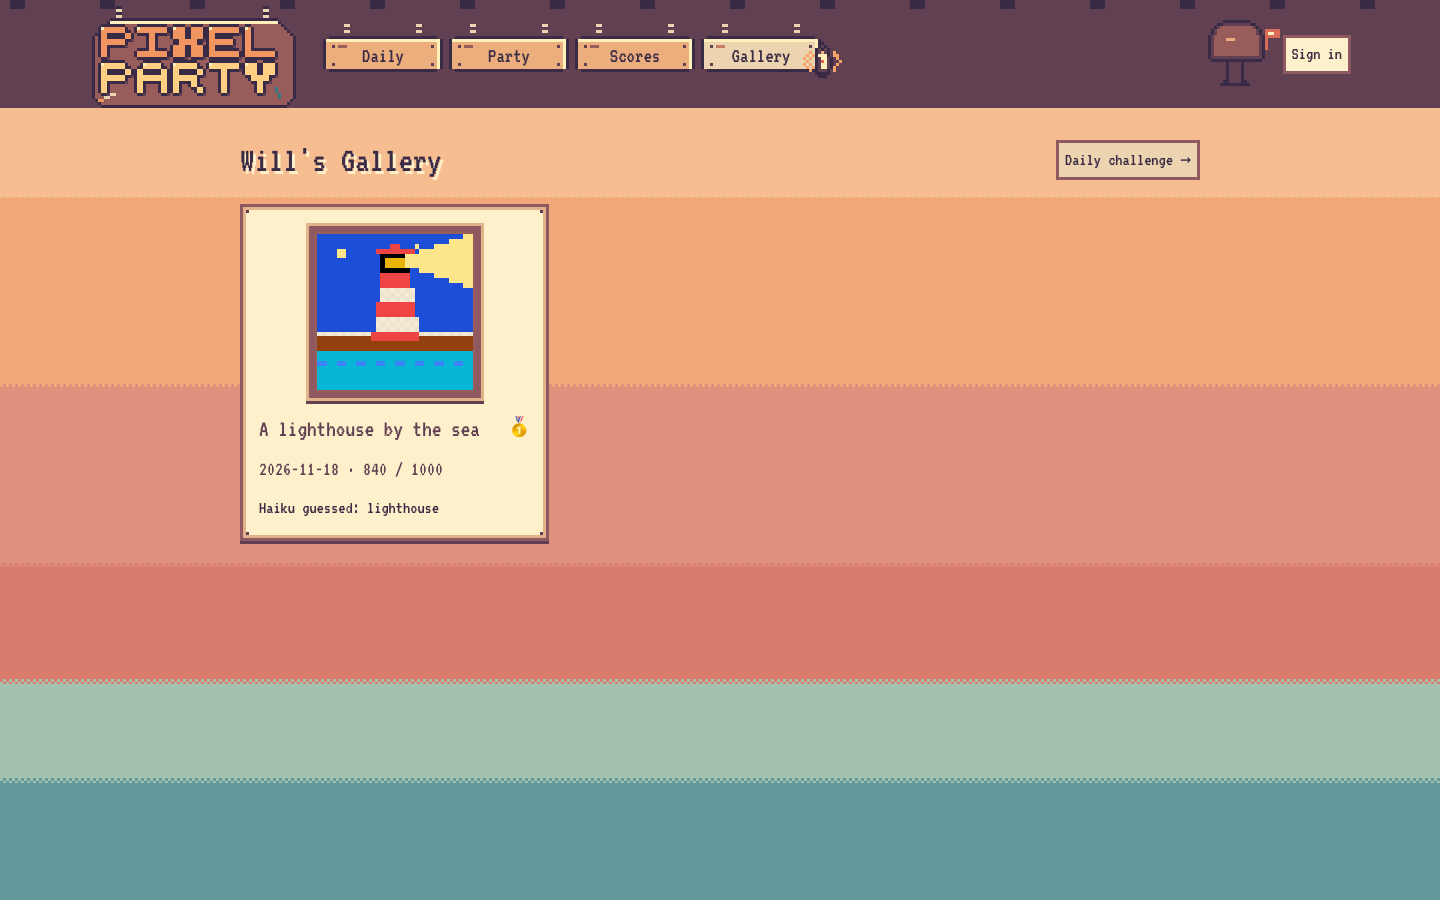 PIXEL
PARTY
Daily
Party
Scores
Gallery
Sign in
Will's Gallery
Daily challenge →
A lighthouse by the sea
2026-11-18 · 840 / 1000
Haiku guessed: lighthouse